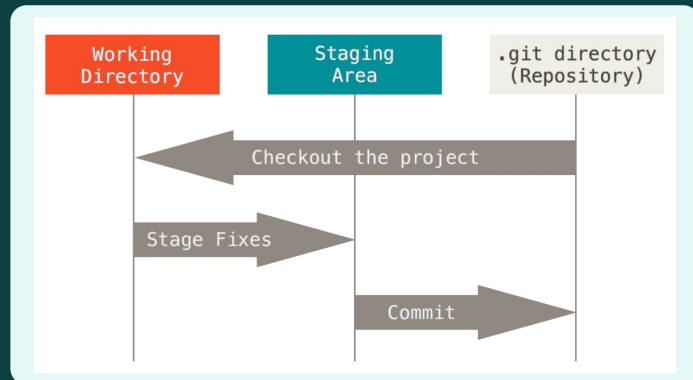 Working
Directory
Staging
Area
.git directory
(Repository)
Checkout the project
Stage Fixes
Commit